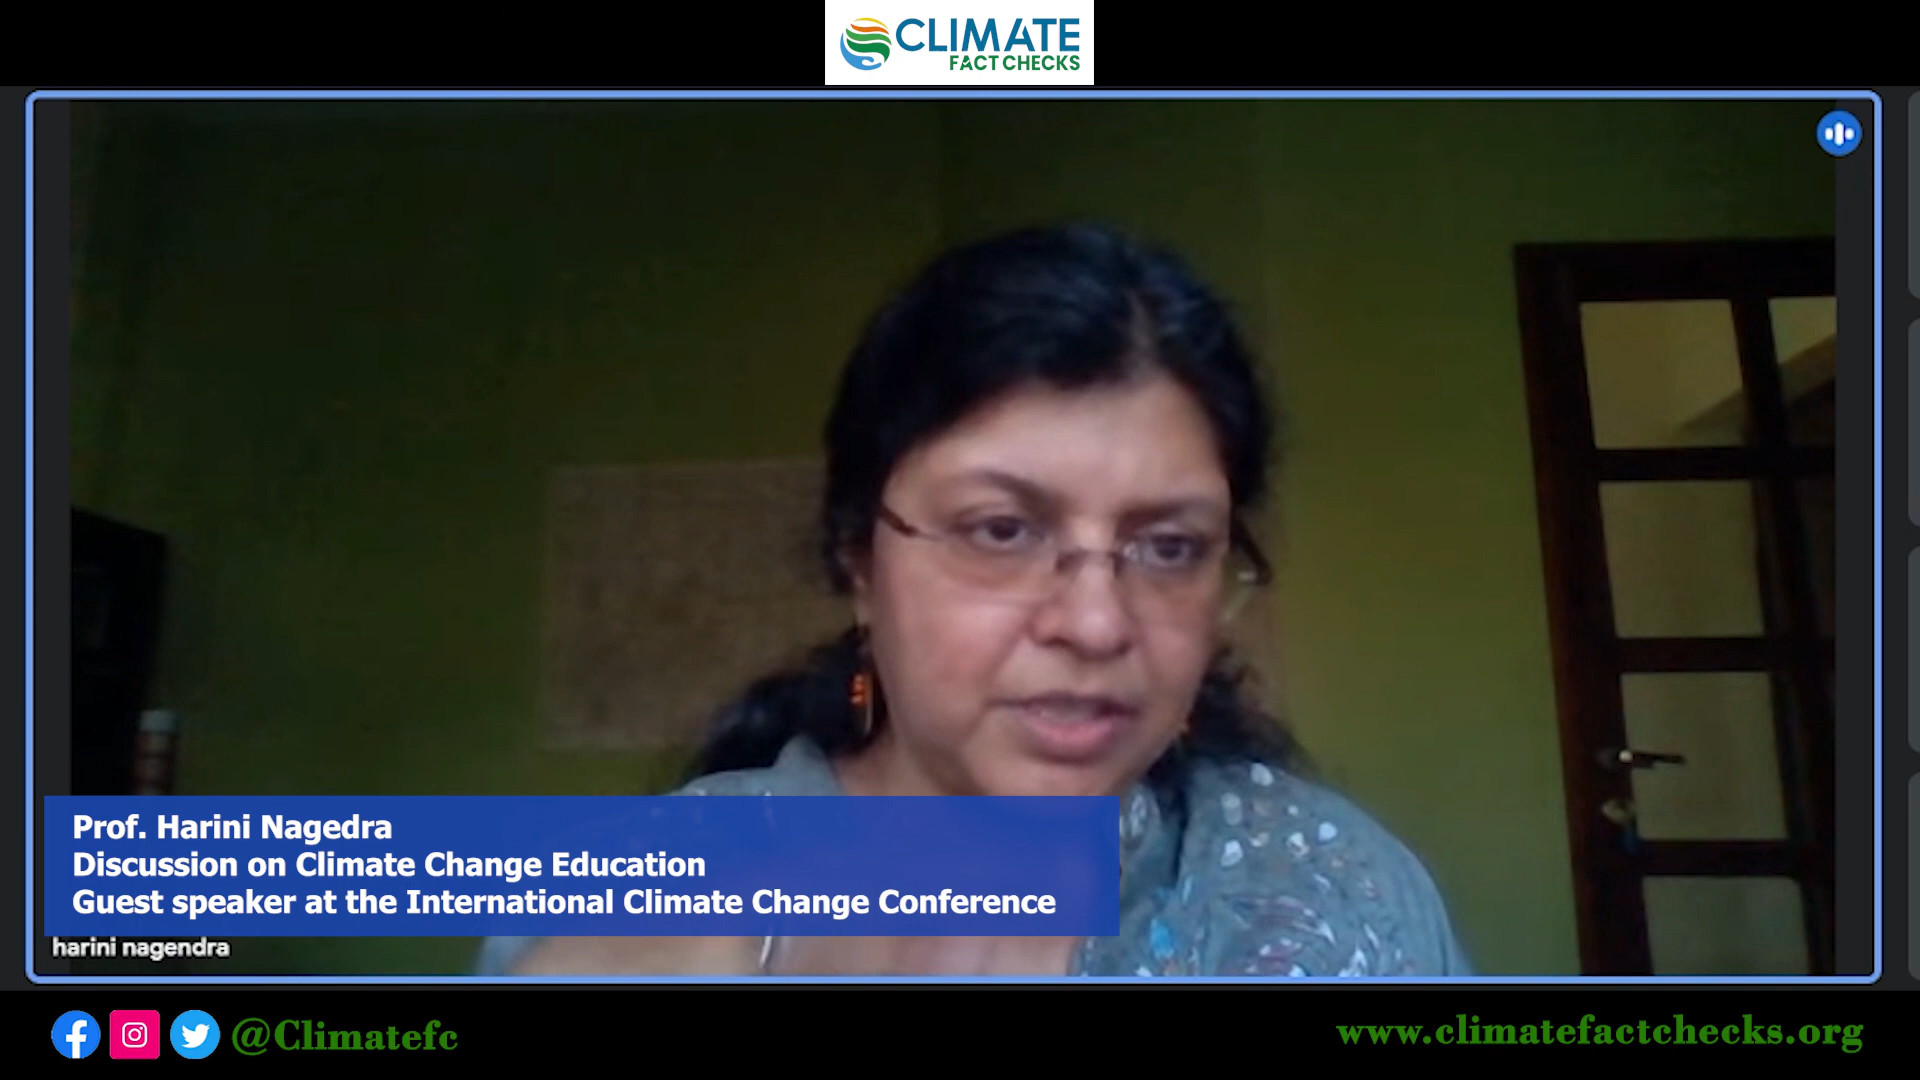 CLIMATE
FACT CHECKS
Prof. Harini Nagedra
Discussion on Climate Change Education
Guest speaker at the International Climate Change Conference
harini nagendra
@Climatefc
www.climatefactchecks.org